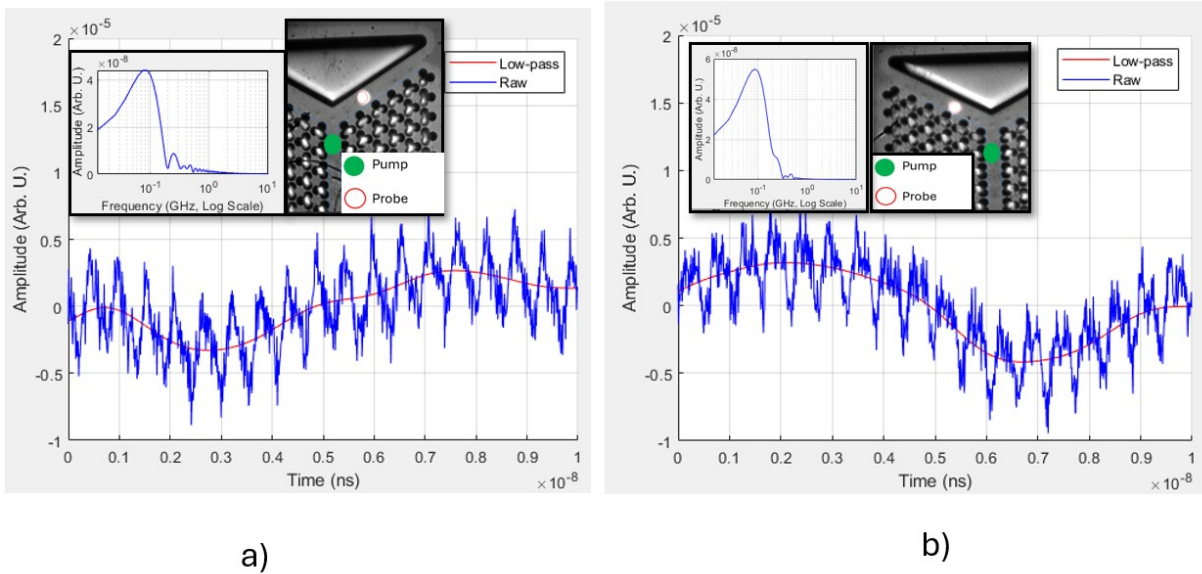 ×10⁻⁵
2
1.5
1
0.5
0
-0.5
-1
Amplitude (Arb. U.)
0 0.1 0.2 0.3 0.4 0.5 0.6 0.7 0.8 0.9 1
Time (ns)
×10⁻⁸
Low-pass
Raw
×10⁻⁸
4
2
0
Amplitude (Arb. U.)
10⁻¹ 10⁰ 10¹
Frequency (GHz, Log Scale)
Pump
Probe
a)
×10⁻⁵
2
1.5
1
0.5
0
-0.5
-1
Amplitude (Arb. U.)
0 0.1 0.2 0.3 0.4 0.5 0.6 0.7 0.8 0.9 1
Time (ns)
×10⁻⁸
Low-pass
Raw
×10⁻⁸
6
4
2
0
Amplitude (Arb. U.)
10⁻¹ 10⁰ 10¹
Frequency (GHz, Log Scale)
Pump
Probe
b)